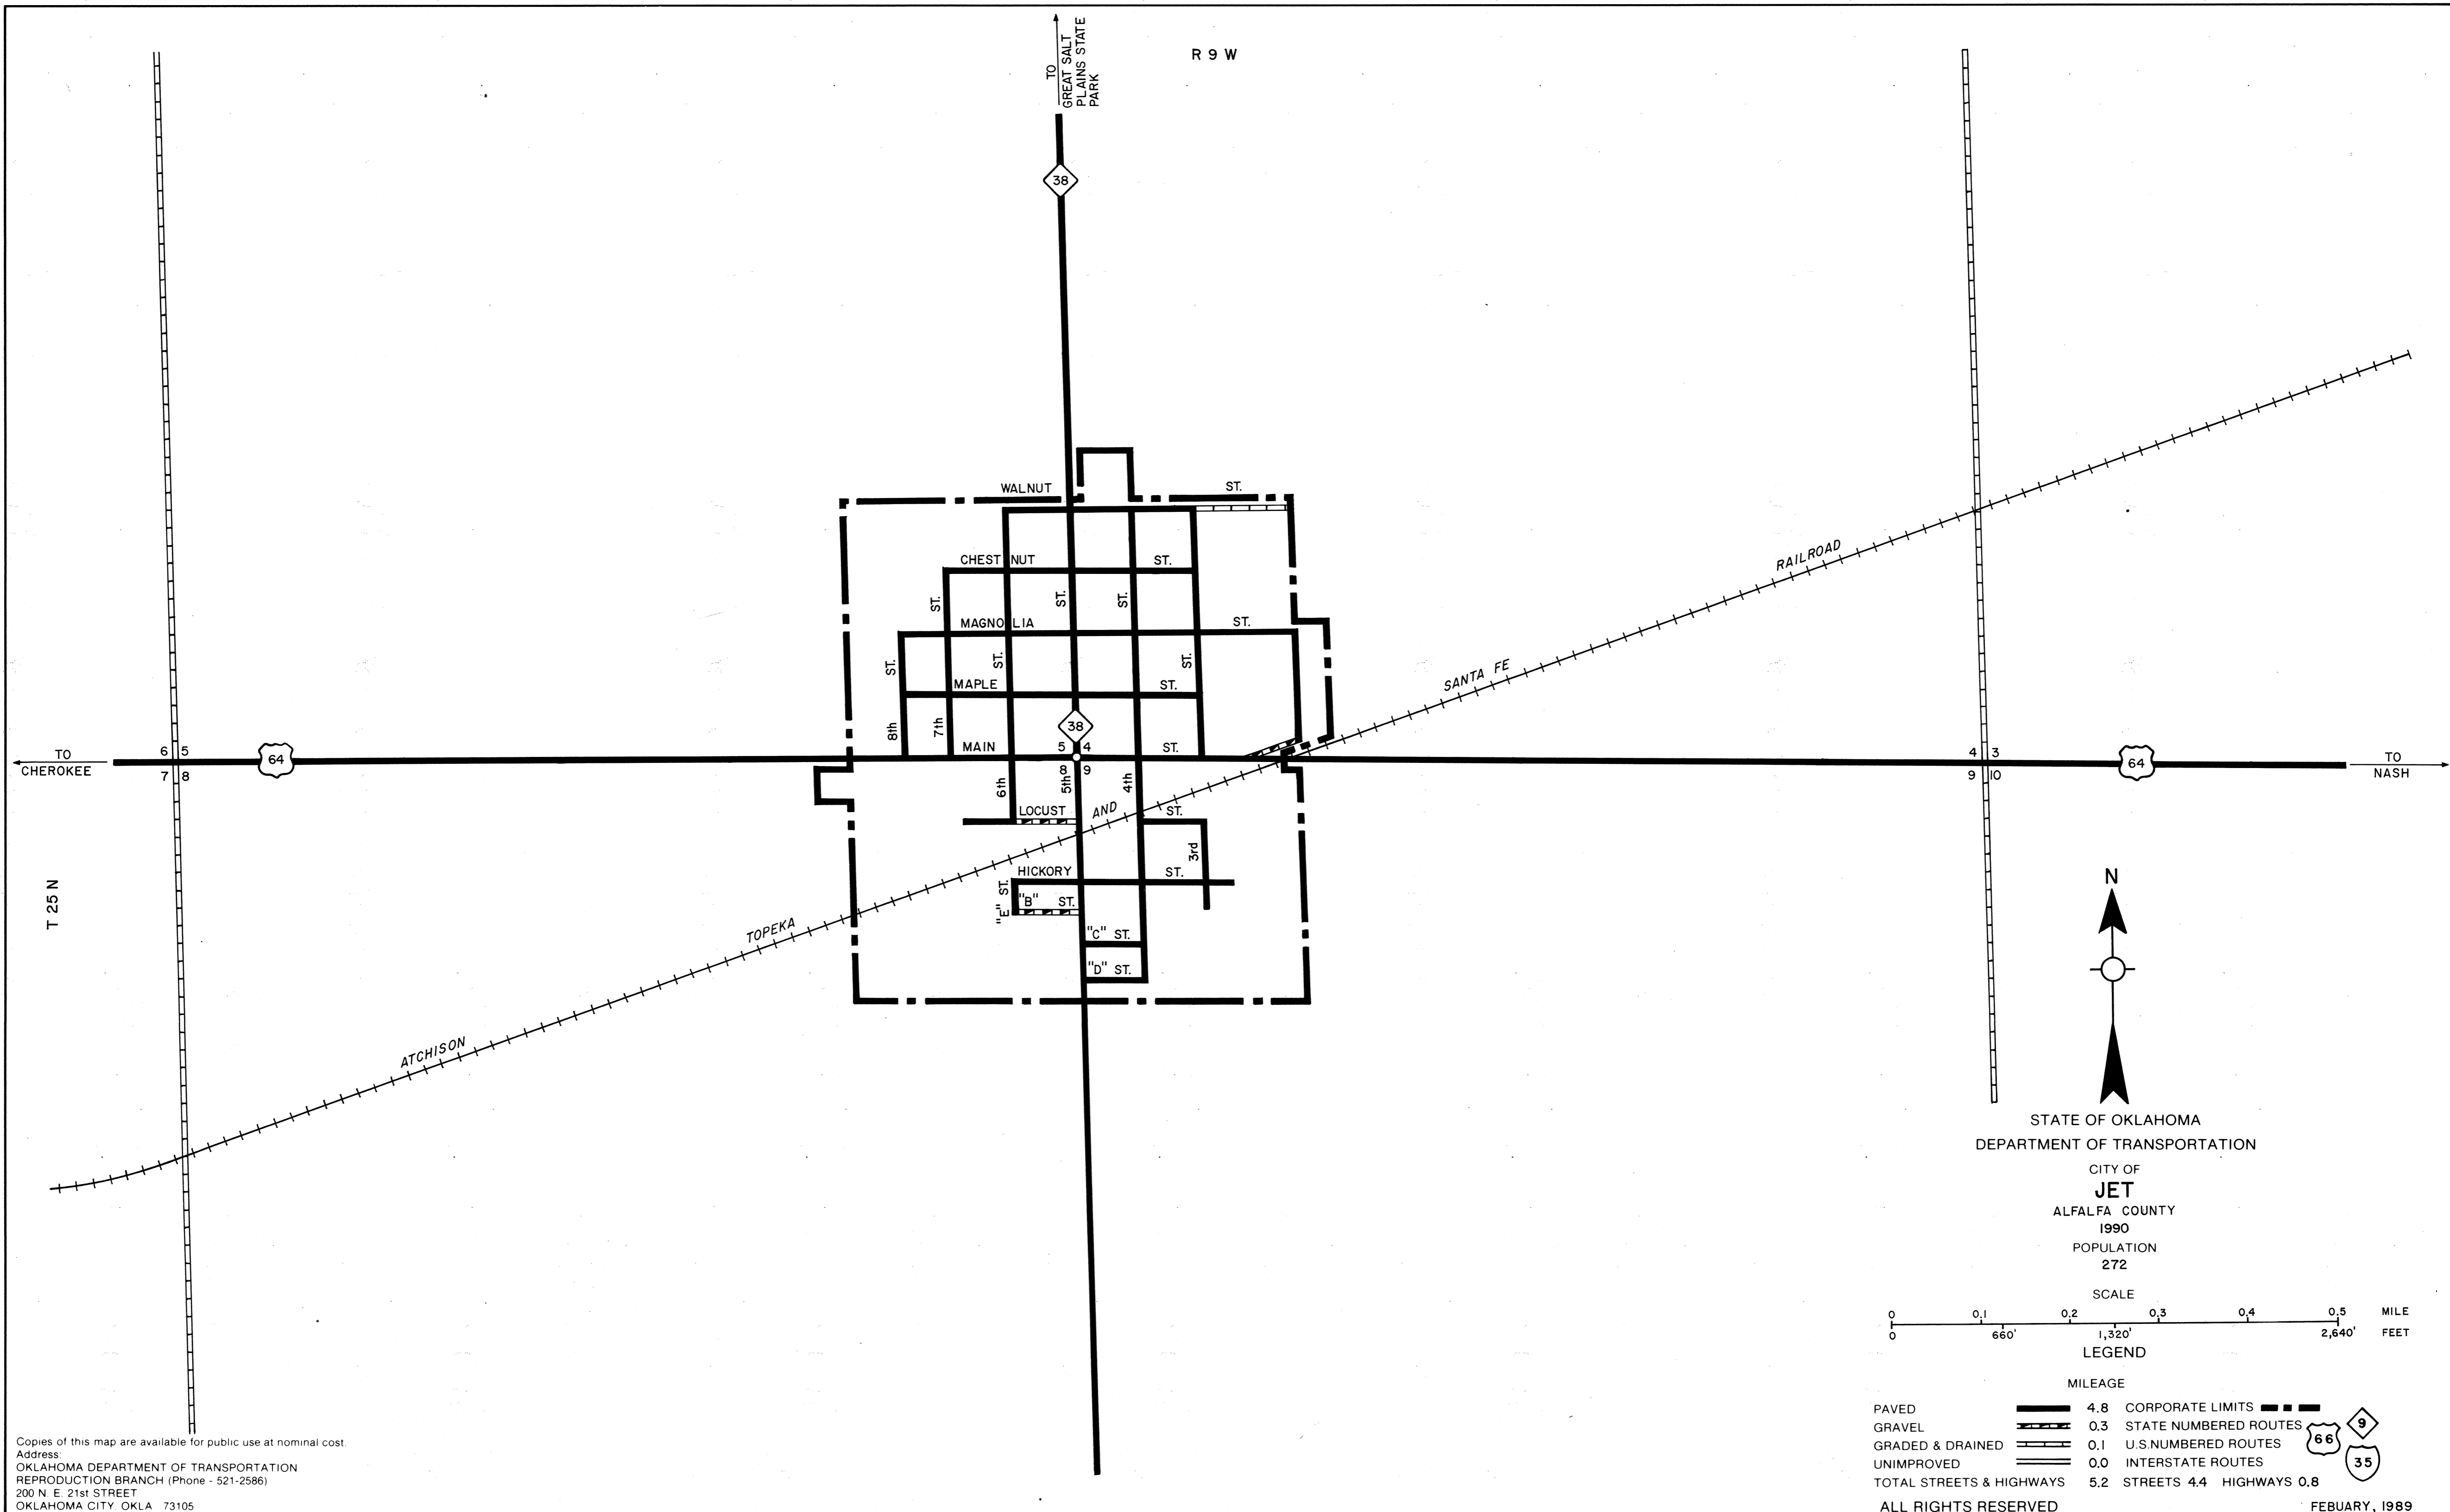 TO
GREAT SALT
PLAINS STATE
PARK
R 9 W
38
WALNUT ST.
CHESTNUT ST.
ST.
ST.
ST.
MAGNOLIA ST.
ST.
ST.
ST.
MAPLE ST.
8th
7th
38
MAIN ST.
5 4
8 9
6th
5th
4th
TO
CHEROKEE
6 5
7 8
64
4 3
9 10
64
TO
NASH
LOCUST ST.
3rd
HICKORY ST.
"E" ST.
"B" ST.
"C" ST.
"D" ST.
ATCHISON TOPEKA AND SANTA FE RAILROAD
T 25 N
N
STATE OF OKLAHOMA
DEPARTMENT OF TRANSPORTATION
CITY OF
JET
ALFALFA COUNTY
1990
POPULATION
272
SCALE
0 0.1 0.2 0.3 0.4 0.5 MILE
0 660' 1,320' 2,640' FEET
LEGEND
MILEAGE
PAVED 4.8 CORPORATE LIMITS
GRAVEL 0.3 STATE NUMBERED ROUTES 9
GRADED & DRAINED 0.1 U.S.NUMBERED ROUTES 66
UNIMPROVED 0.0 INTERSTATE ROUTES 35
TOTAL STREETS & HIGHWAYS 5.2 STREETS 4.4 HIGHWAYS 0.8
ALL RIGHTS RESERVED FEBUARY, 1989
Copies of this map are available for public use at nominal cost.
Address:
OKLAHOMA DEPARTMENT OF TRANSPORTATION
REPRODUCTION BRANCH (Phone - 521-2586)
200 N. E. 21st STREET
OKLAHOMA CITY OKLA 73105